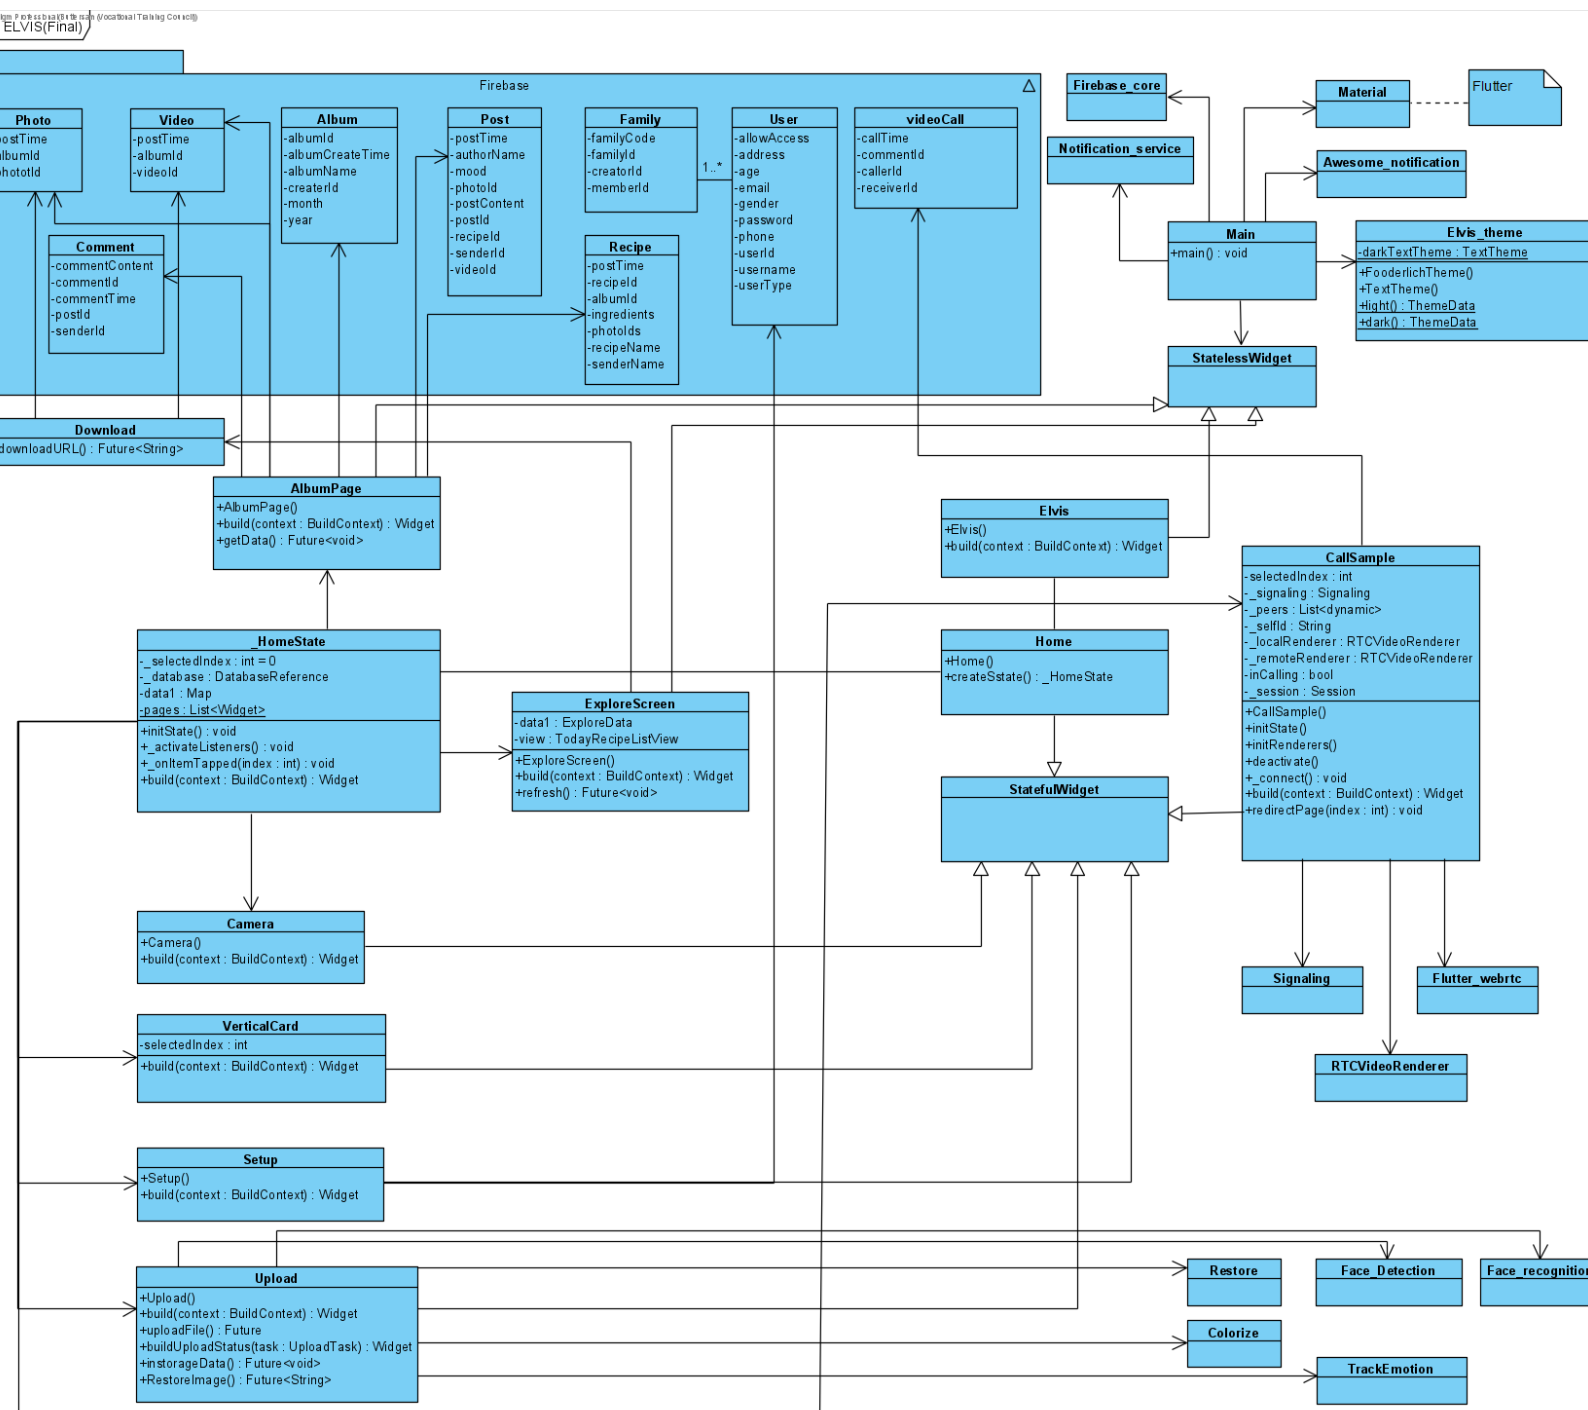 ELVIS(Final)
Firebase
Photo
postTime
albumId
photoId
Video
-postTime
-albumId
-videoId
Album
-albumId
-albumCreateTime
-albumName
-createrId
-month
-year
Post
-postTime
-authorName
-mood
-photoId
-postContent
-postId
-recipeId
-senderId
-videoId
Family
-familyCode
-familyId
-creatorId
-memberId
1..*
User
-allowAccess
-address
-age
-email
-gender
-password
-phone
-userId
-username
-userType
videoCall
-callTime
-commentId
-callerId
-receiverId
Comment
-commentContent
-commentId
-commentTime
-postId
-senderId
Recipe
-postTime
-recipeId
-albumId
-ingredients
-photoIds
-recipeName
-senderName
Firebase_core
Notification_service
Material
Flutter
Awesome_notification
Main
+main() : void
Elvis_theme
-darkTextTheme : TextTheme
+FooderlichTheme()
+TextTheme()
+light() : ThemeData
+dark() : ThemeData
StatelessWidget
Download
downloadURL() : Future<String>
AlbumPage
+AlbumPage()
+build(context : BuildContext) : Widget
+getData() : Future<void>
Elvis
+Elvis()
+build(context : BuildContext) : Widget
CallSample
-selectedIndex : int
-_signaling : Signaling
-_peers : List<dynamic>
-_selfId : String
-_localRenderer : RTCVideoRenderer
-_remoteRenderer : RTCVideoRenderer
-inCalling : bool
-_session : Session
+CallSample()
+initState()
+initRenderers()
+deactivate()
+_connect() : void
+build(context : BuildContext) : Widget
+redirectPage(index : int) : void
_HomeState
-_selectedIndex : int = 0
-_database : DatabaseReference
-data1 : Map
-pages : List<Widget>
+initState() : void
+_activateListeners() : void
+_onItemTapped(index : int) : void
+build(context : BuildContext) : Widget
Home
+Home()
+createSstate() : _HomeState
ExploreScreen
-data1 : ExploreData
-view : TodayRecipeListView
+ExploreScreen()
+build(context : BuildContext) : Widget
+refresh() : Future<void>
StatefulWidget
Camera
+Camera()
+build(context : BuildContext) : Widget
Signaling
Flutter_webrtc
RTCVideoRenderer
VerticalCard
-selectedIndex : int
+build(context : BuildContext) : Widget
Setup
+Setup()
+build(context : BuildContext) : Widget
Upload
+Upload()
+build(context : BuildContext) : Widget
+uploadFile() : Future
+buildUploadStatus(task : UploadTask) : Widget
+instorageData() : Future<void>
+RestoreImage() : Future<String>
Restore
Face_Detection
Face_recognition
Colorize
TrackEmotion